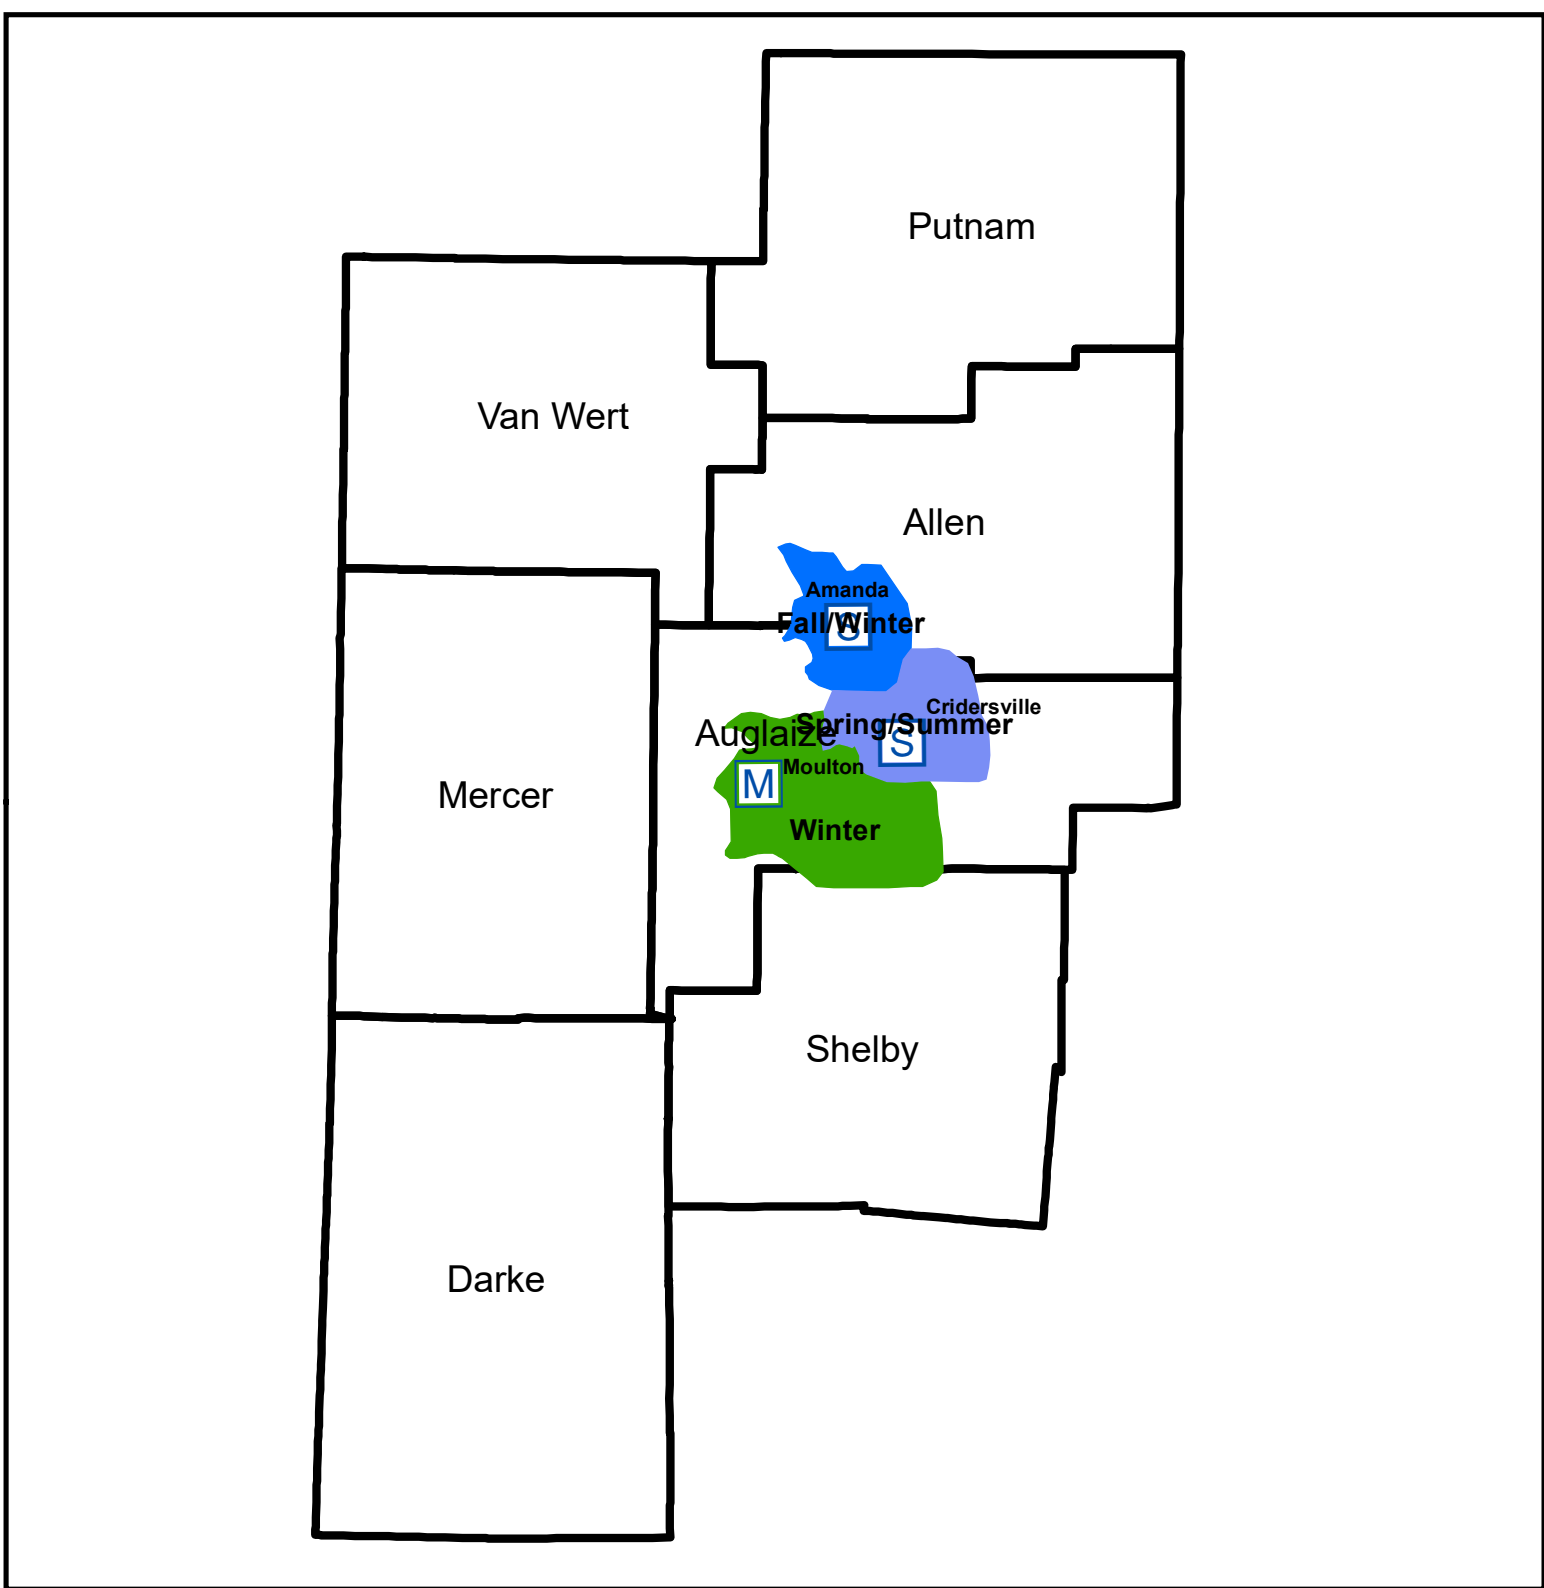 Putnam
Van Wert
Allen
Amanda
S
Fall/Winter
Cridersville
Spring/Summer
S
Auglaize
Moulton
M
Winter
Mercer
Shelby
Darke